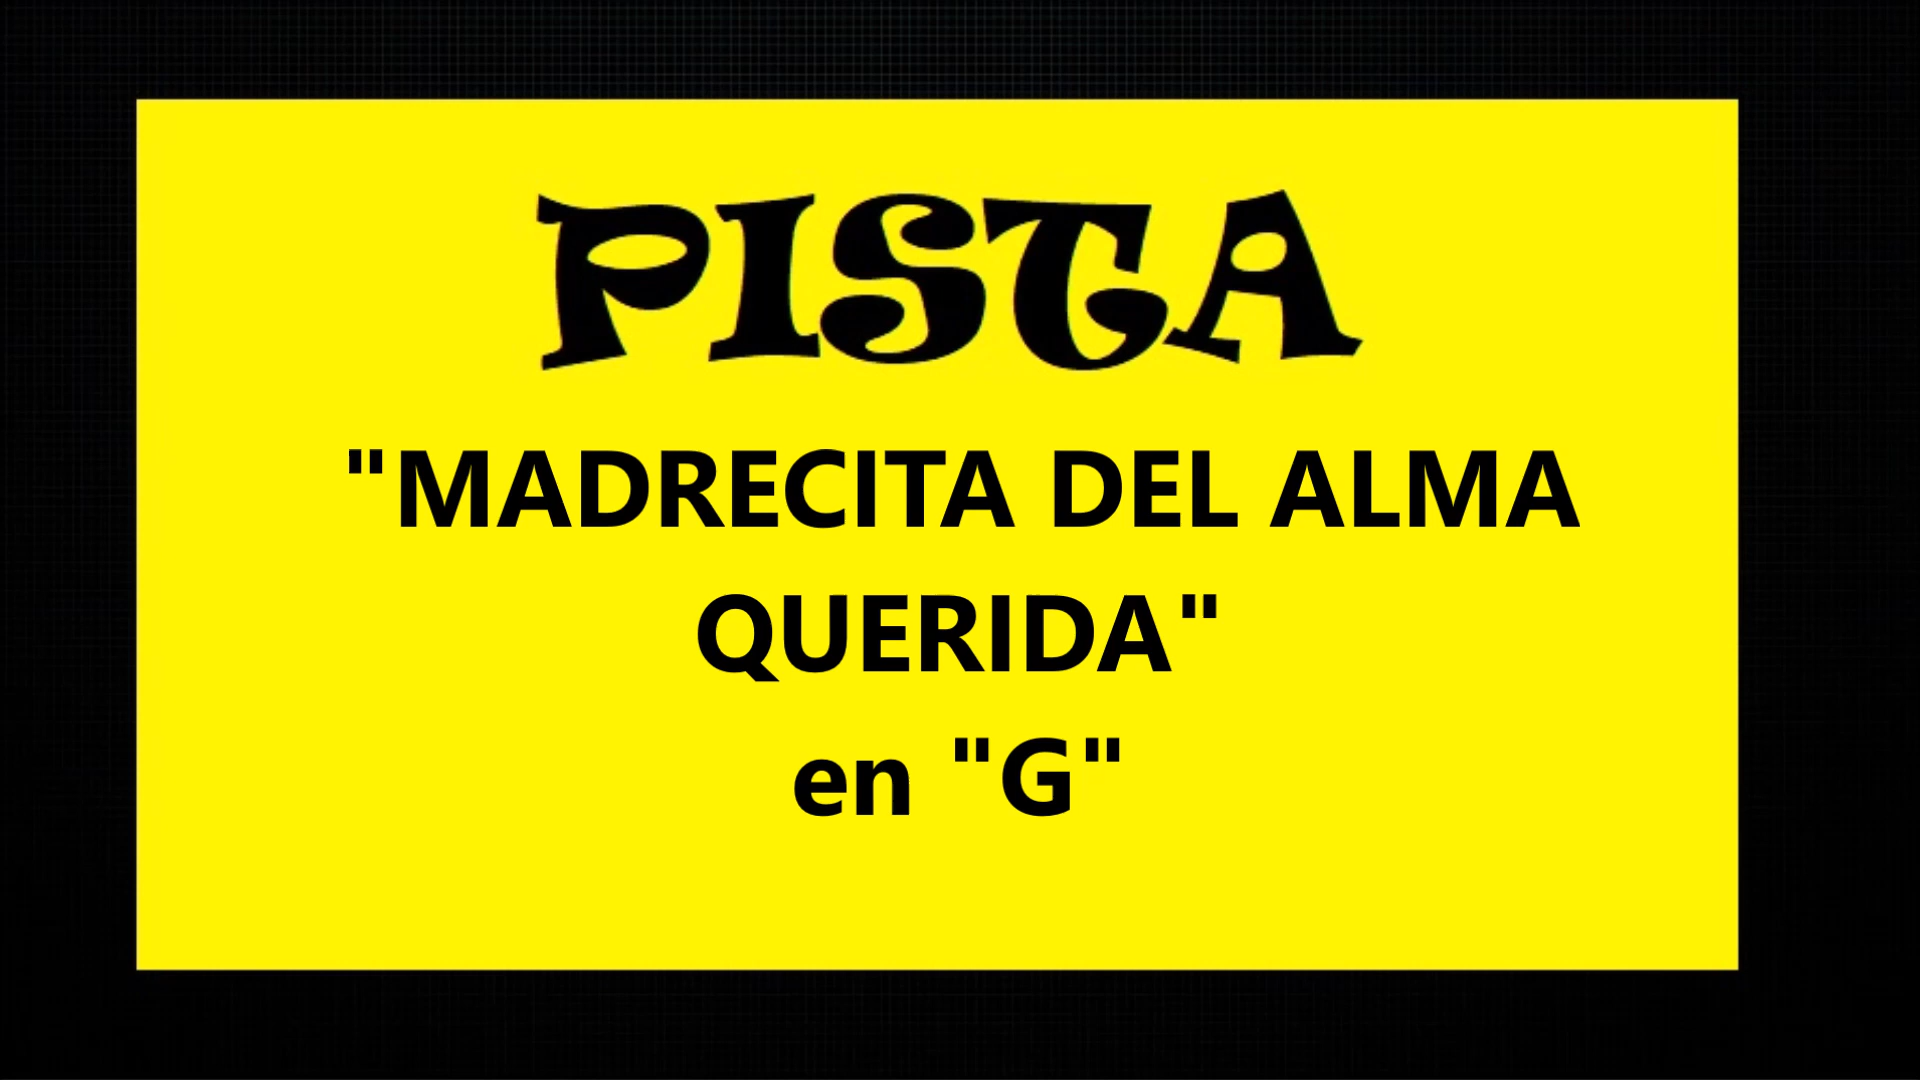 PISTA
"MADRECITA DEL ALMA
QUERIDA"
en "G"